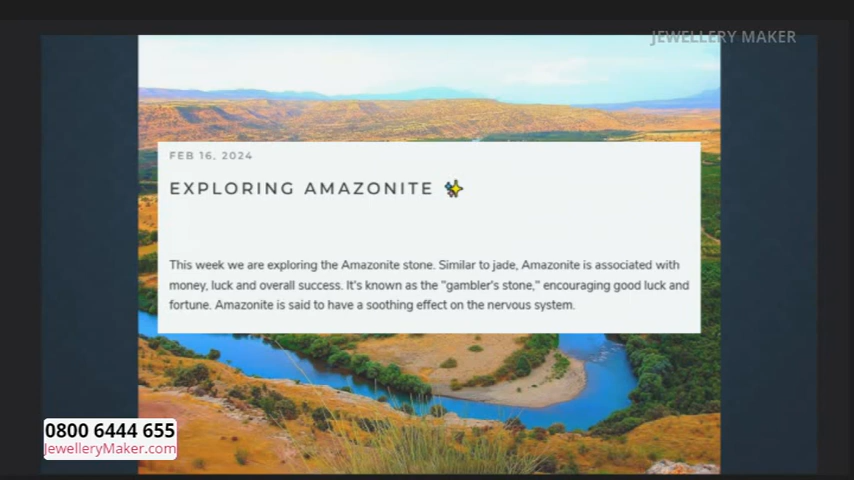 JEWELLERY MAKER
FEB 16, 2024
EXPLORING AMAZONITE ✨
This week we are exploring the Amazonite stone. Similar to jade, Amazonite is associated with
money, luck and overall success. It's known as the "gambler's stone," encouraging good luck and
fortune. Amazonite is said to have a soothing effect on the nervous system.
0800 6444 655
JewelleryMaker.com